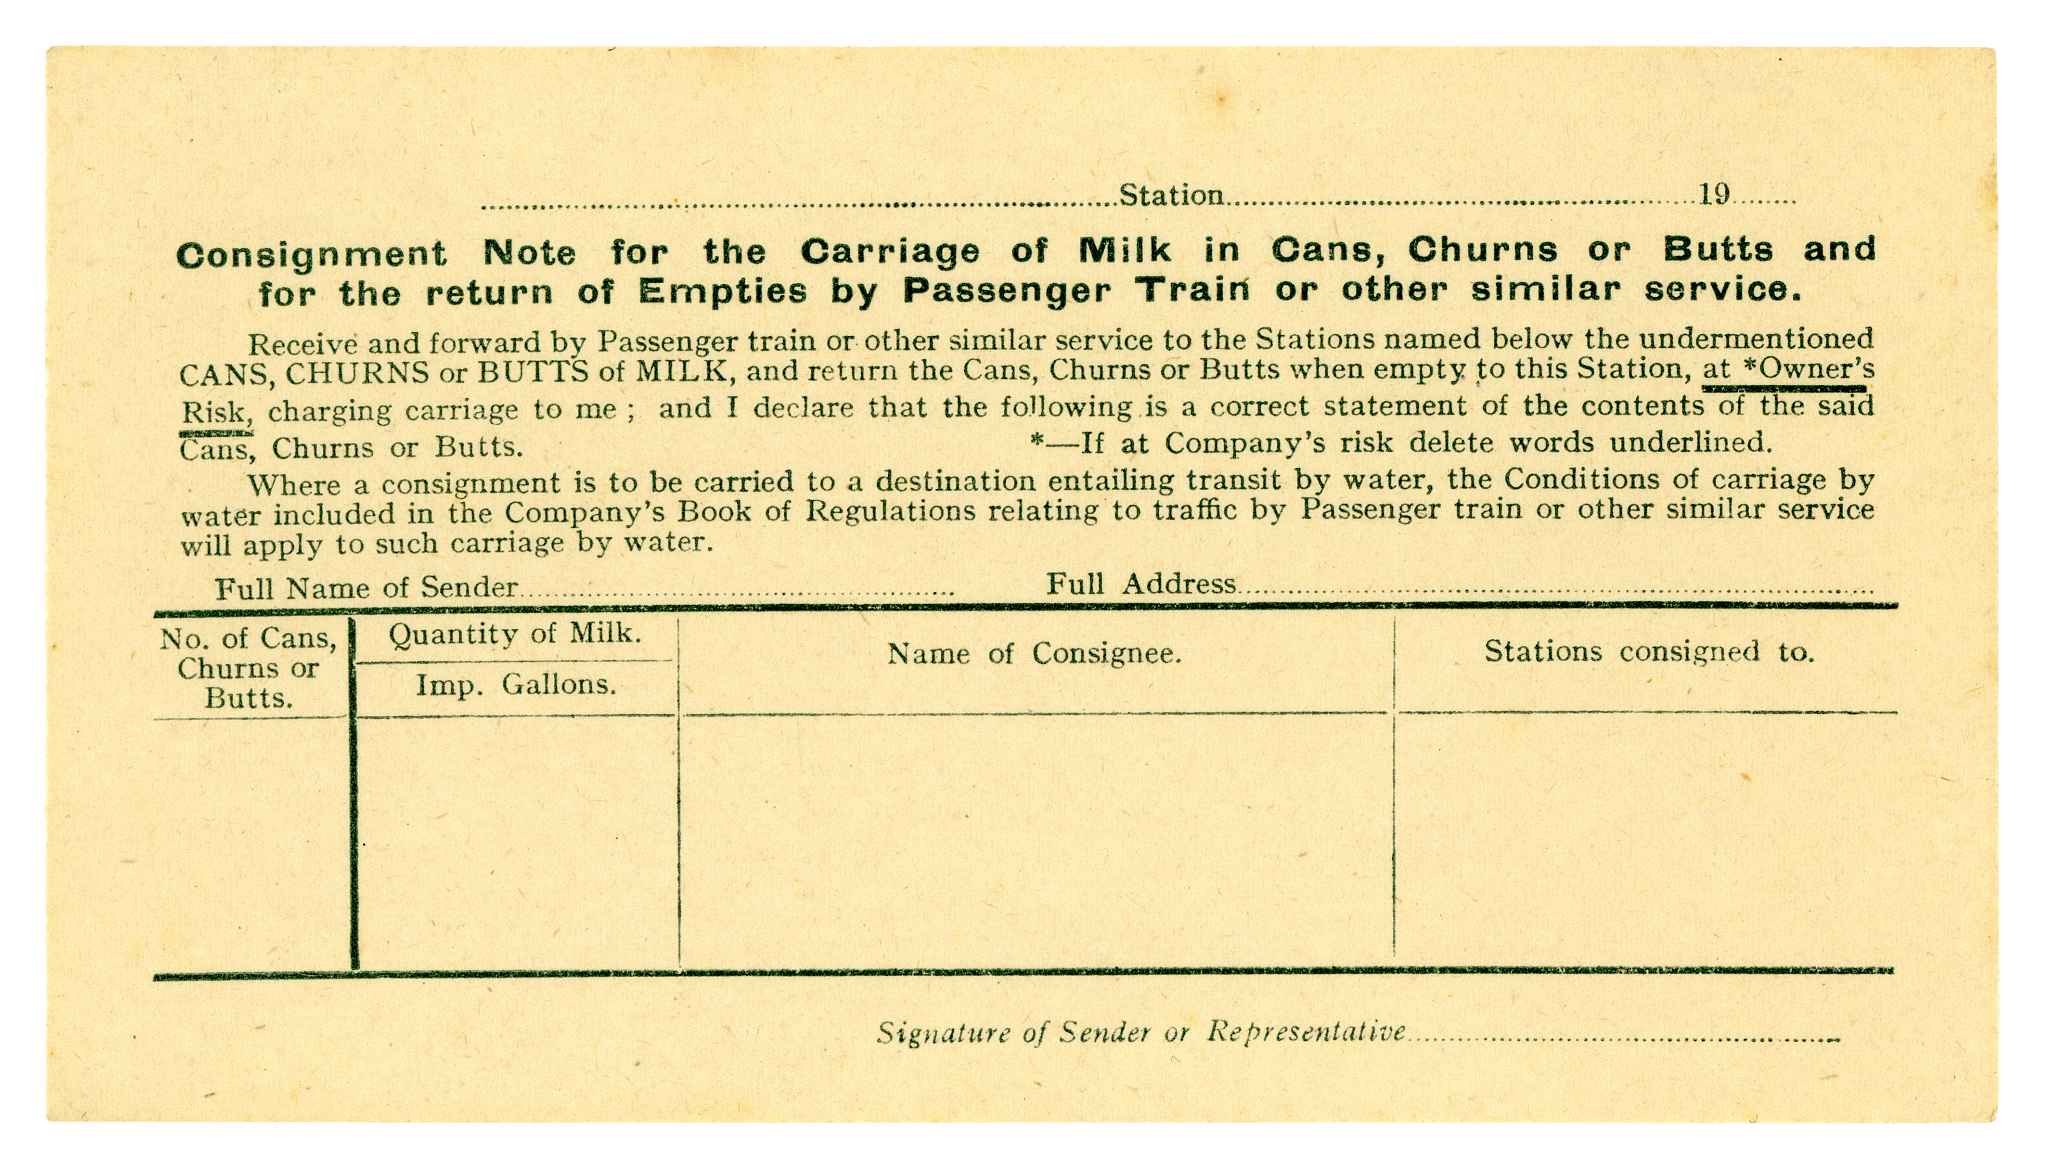 Station 19
Consignment Note for the Carriage of Milk in Cans, Churns or Butts and
for the return of Empties by Passenger Train or other similar service.
Receive and forward by Passenger train or other similar service to the Stations named below the undermentioned
CANS, CHURNS or BUTTS of MILK, and return the Cans, Churns or Butts when empty to this Station, at *Owner's
Risk, charging carriage to me ; and I declare that the following is a correct statement of the contents of the said
Cans, Churns or Butts. *—If at Company's risk delete words underlined.
Where a consignment is to be carried to a destination entailing transit by water, the Conditions of carriage by
water included in the Company's Book of Regulations relating to traffic by Passenger train or other similar service
will apply to such carriage by water.
Full Name of Sender Full Address
No. of Cans,
Churns or
Butts.
Quantity of Milk.
Imp. Gallons.
Name of Consignee.
Stations consigned to.
Signature of Sender or Representative